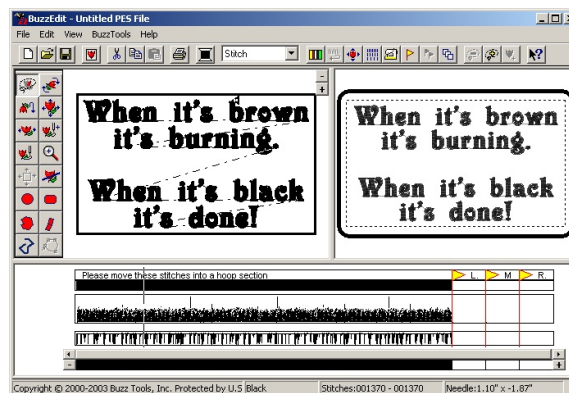 BuzzEdit - Untitled PES File
File Edit View BuzzTools Help
Stitch
When it's brown
it's burning.
When it's black
it's done!
When it's brown
it's burning.
When it's black
it's done!
Please move these stitches into a hoop section
L. M R.
Copyright © 2000-2003 Buzz Tools, Inc. Protected by U.S Black Stitches:001370 - 001370 Needle:1.10" x -1.87"